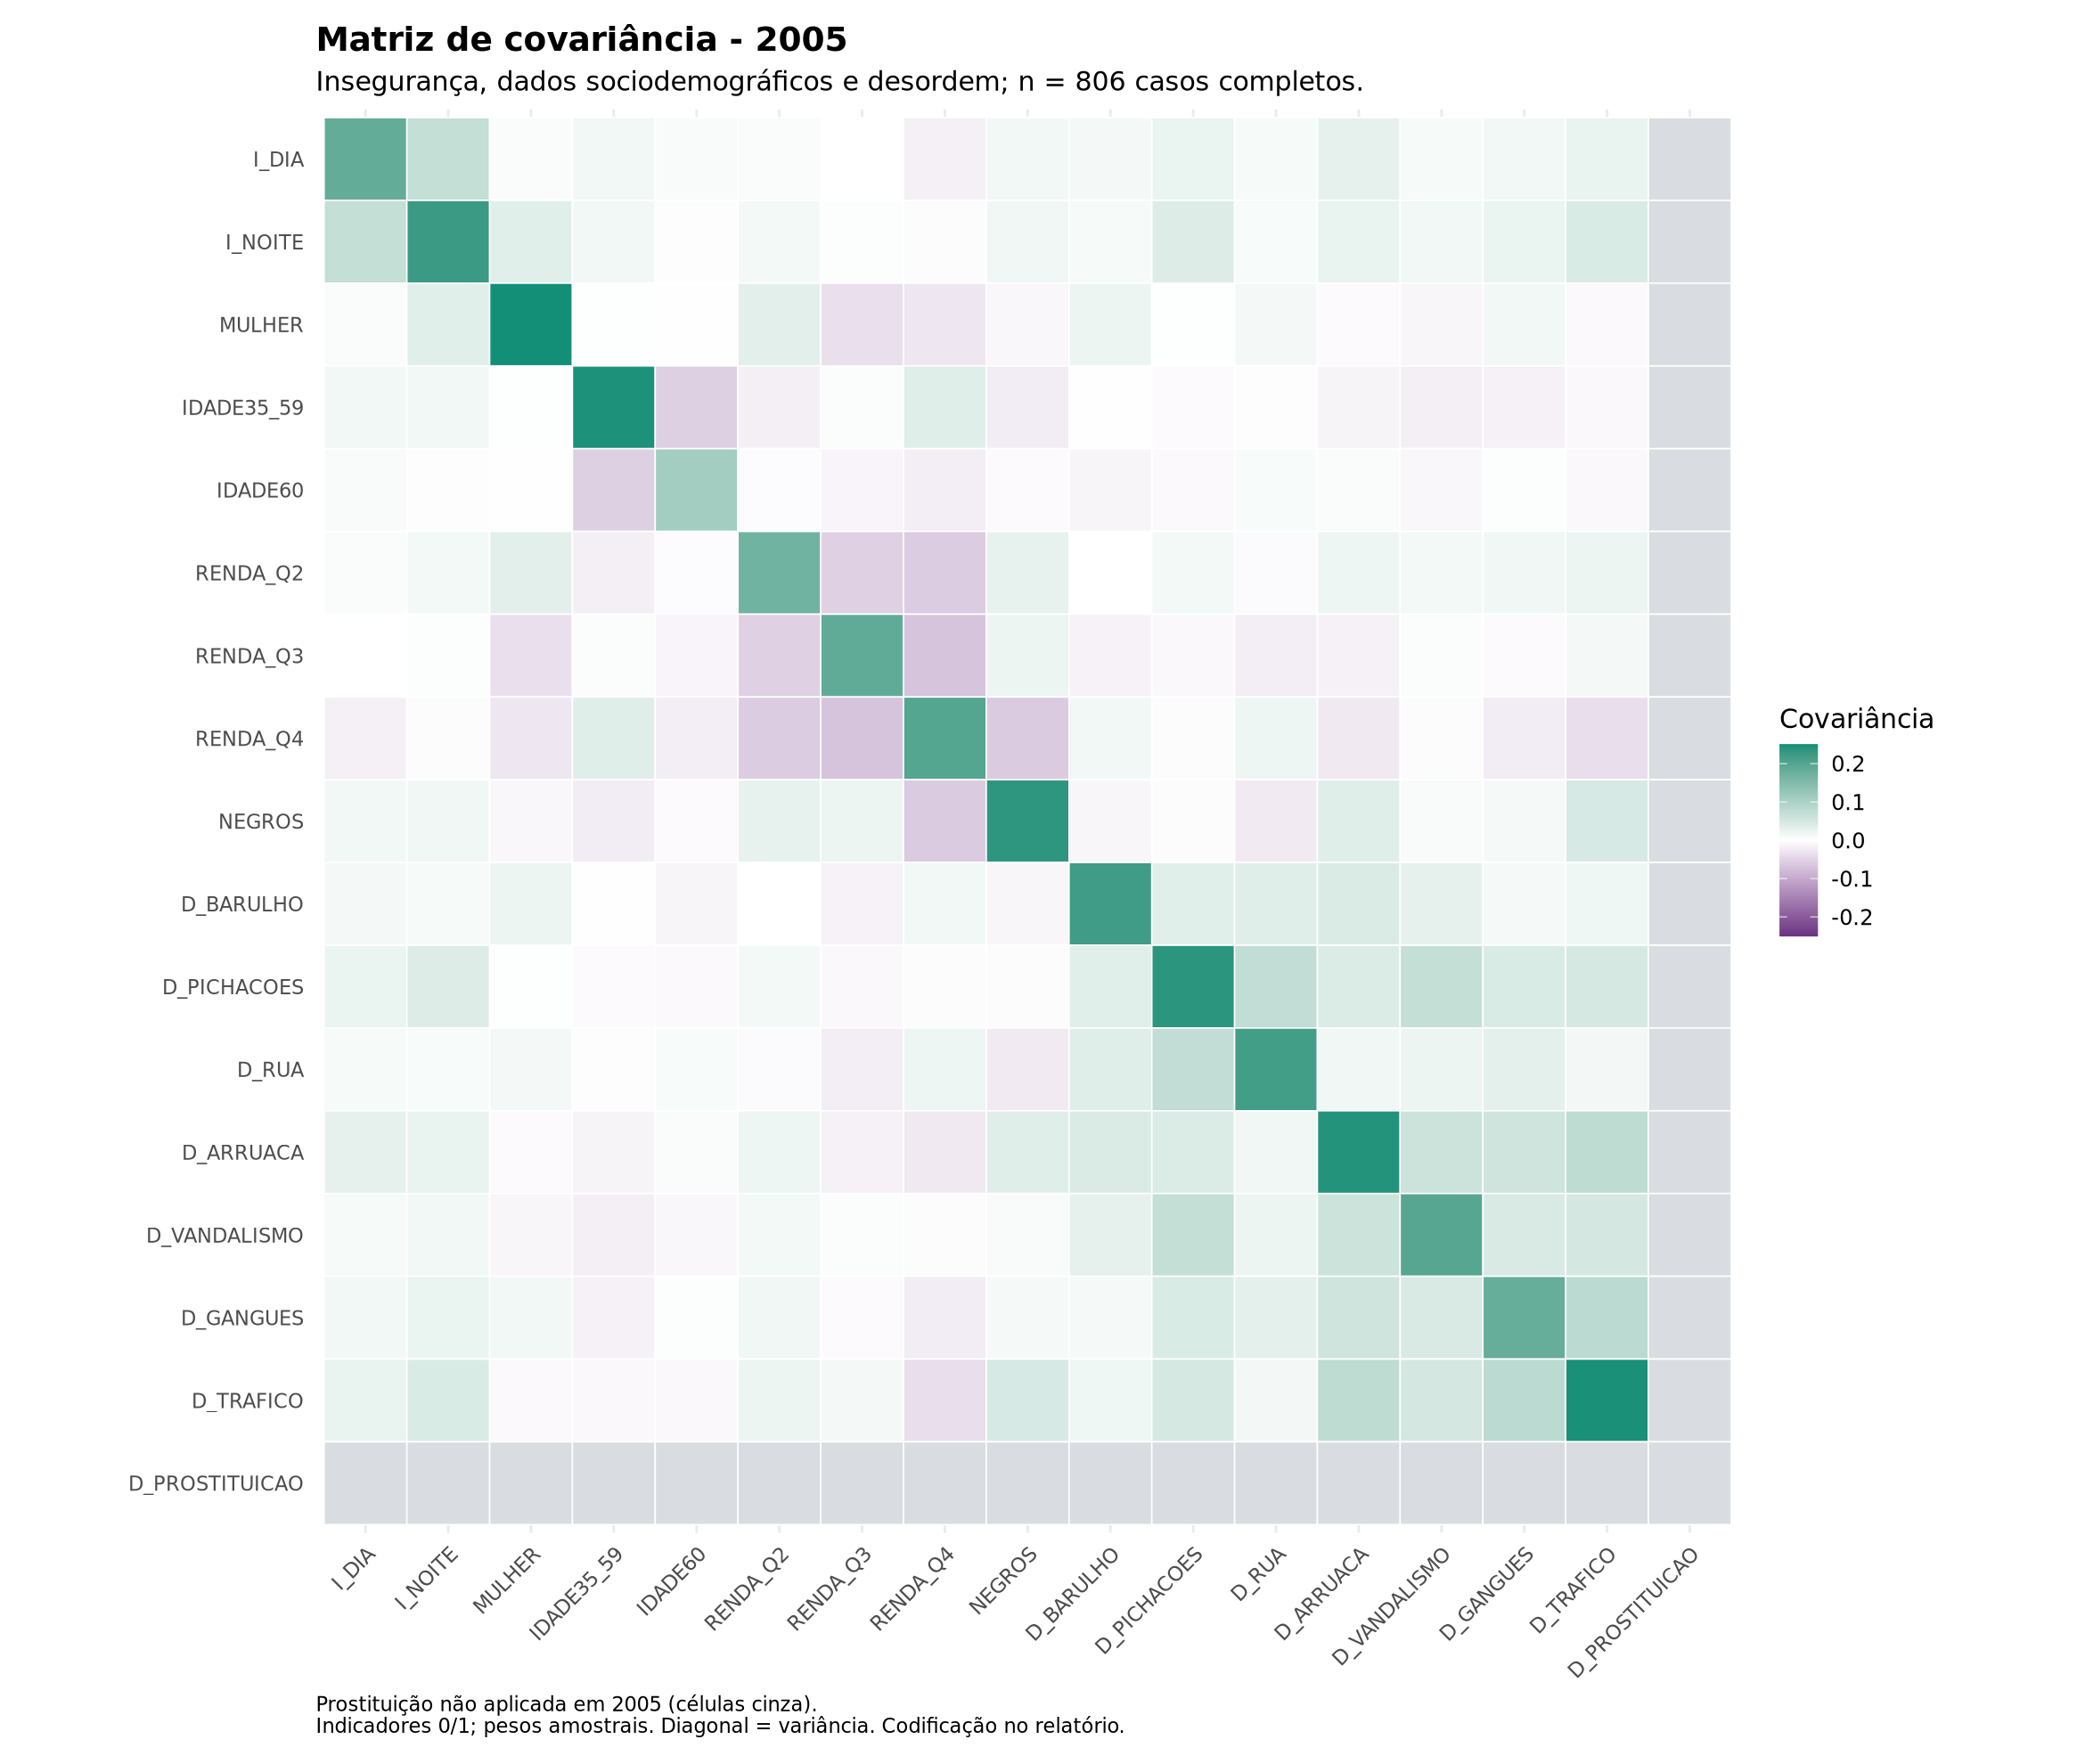 Matriz de covariância - 2005
Insegurança, dados sociodemográficos e desordem; n = 806 casos completos.
I_DIA
I_NOITE
MULHER
IDADE35_59
IDADE60
RENDA_Q2
RENDA_Q3
RENDA_Q4
NEGROS
D_BARULHO
D_PICHACOES
D_RUA
D_ARRUACA
D_VANDALISMO
D_GANGUES
D_TRAFICO
D_PROSTITUICAO
Covariância
0.2
0.1
0.0
-0.1
-0.2
I_DIA
I_NOITE
MULHER
IDADE35_59
IDADE60
RENDA_Q2
RENDA_Q3
RENDA_Q4
NEGROS
D_BARULHO
D_PICHACOES
D_RUA
D_ARRUACA
D_VANDALISMO
D_GANGUES
D_TRAFICO
D_PROSTITUICAO
Prostituição não aplicada em 2005 (células cinza).
Indicadores 0/1; pesos amostrais. Diagonal = variância. Codificação no relatório.